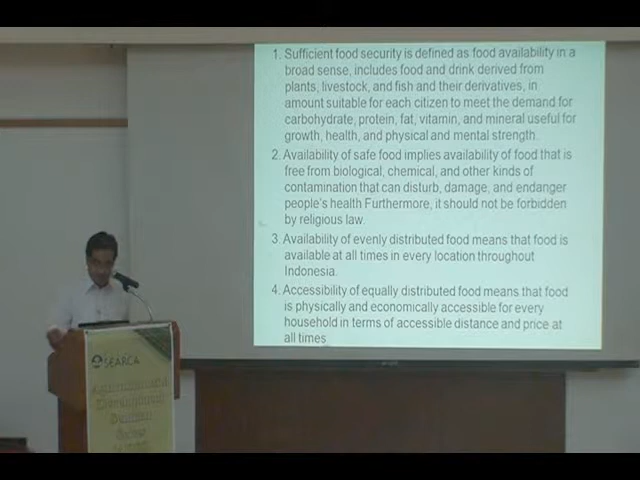 1. Sufficient food security is defined as food availability in a
broad sense, includes food and drink derived from
plants, livestock, and fish and their derivatives, in
amount suitable for each citizen to meet the demand for
carbohydrate, protein, fat, vitamin, and mineral useful for
growth, health, and physical and mental strength.
2. Availability of safe food implies availability of food that is
free from biological, chemical, and other kinds of
contamination that can disturb, damage, and endanger
people's health Furthermore, it should not be forbidden
by religious law.
3. Availability of evenly distributed food means that food is
available at all times in every location throughout
Indonesia.
4. Accessibility of equally distributed food means that food
is physically and economically accessible for every
household in terms of accessible distance and price at
all times
SEARCA